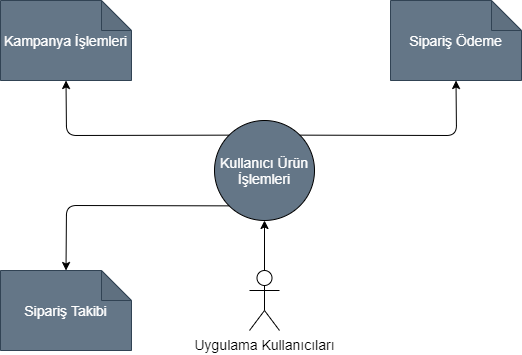 Kampanya İşlemleri
Sipariş Ödeme
Kullanıcı Ürün
İşlemleri
Sipariş Takibi
Uygulama Kullanıcıları